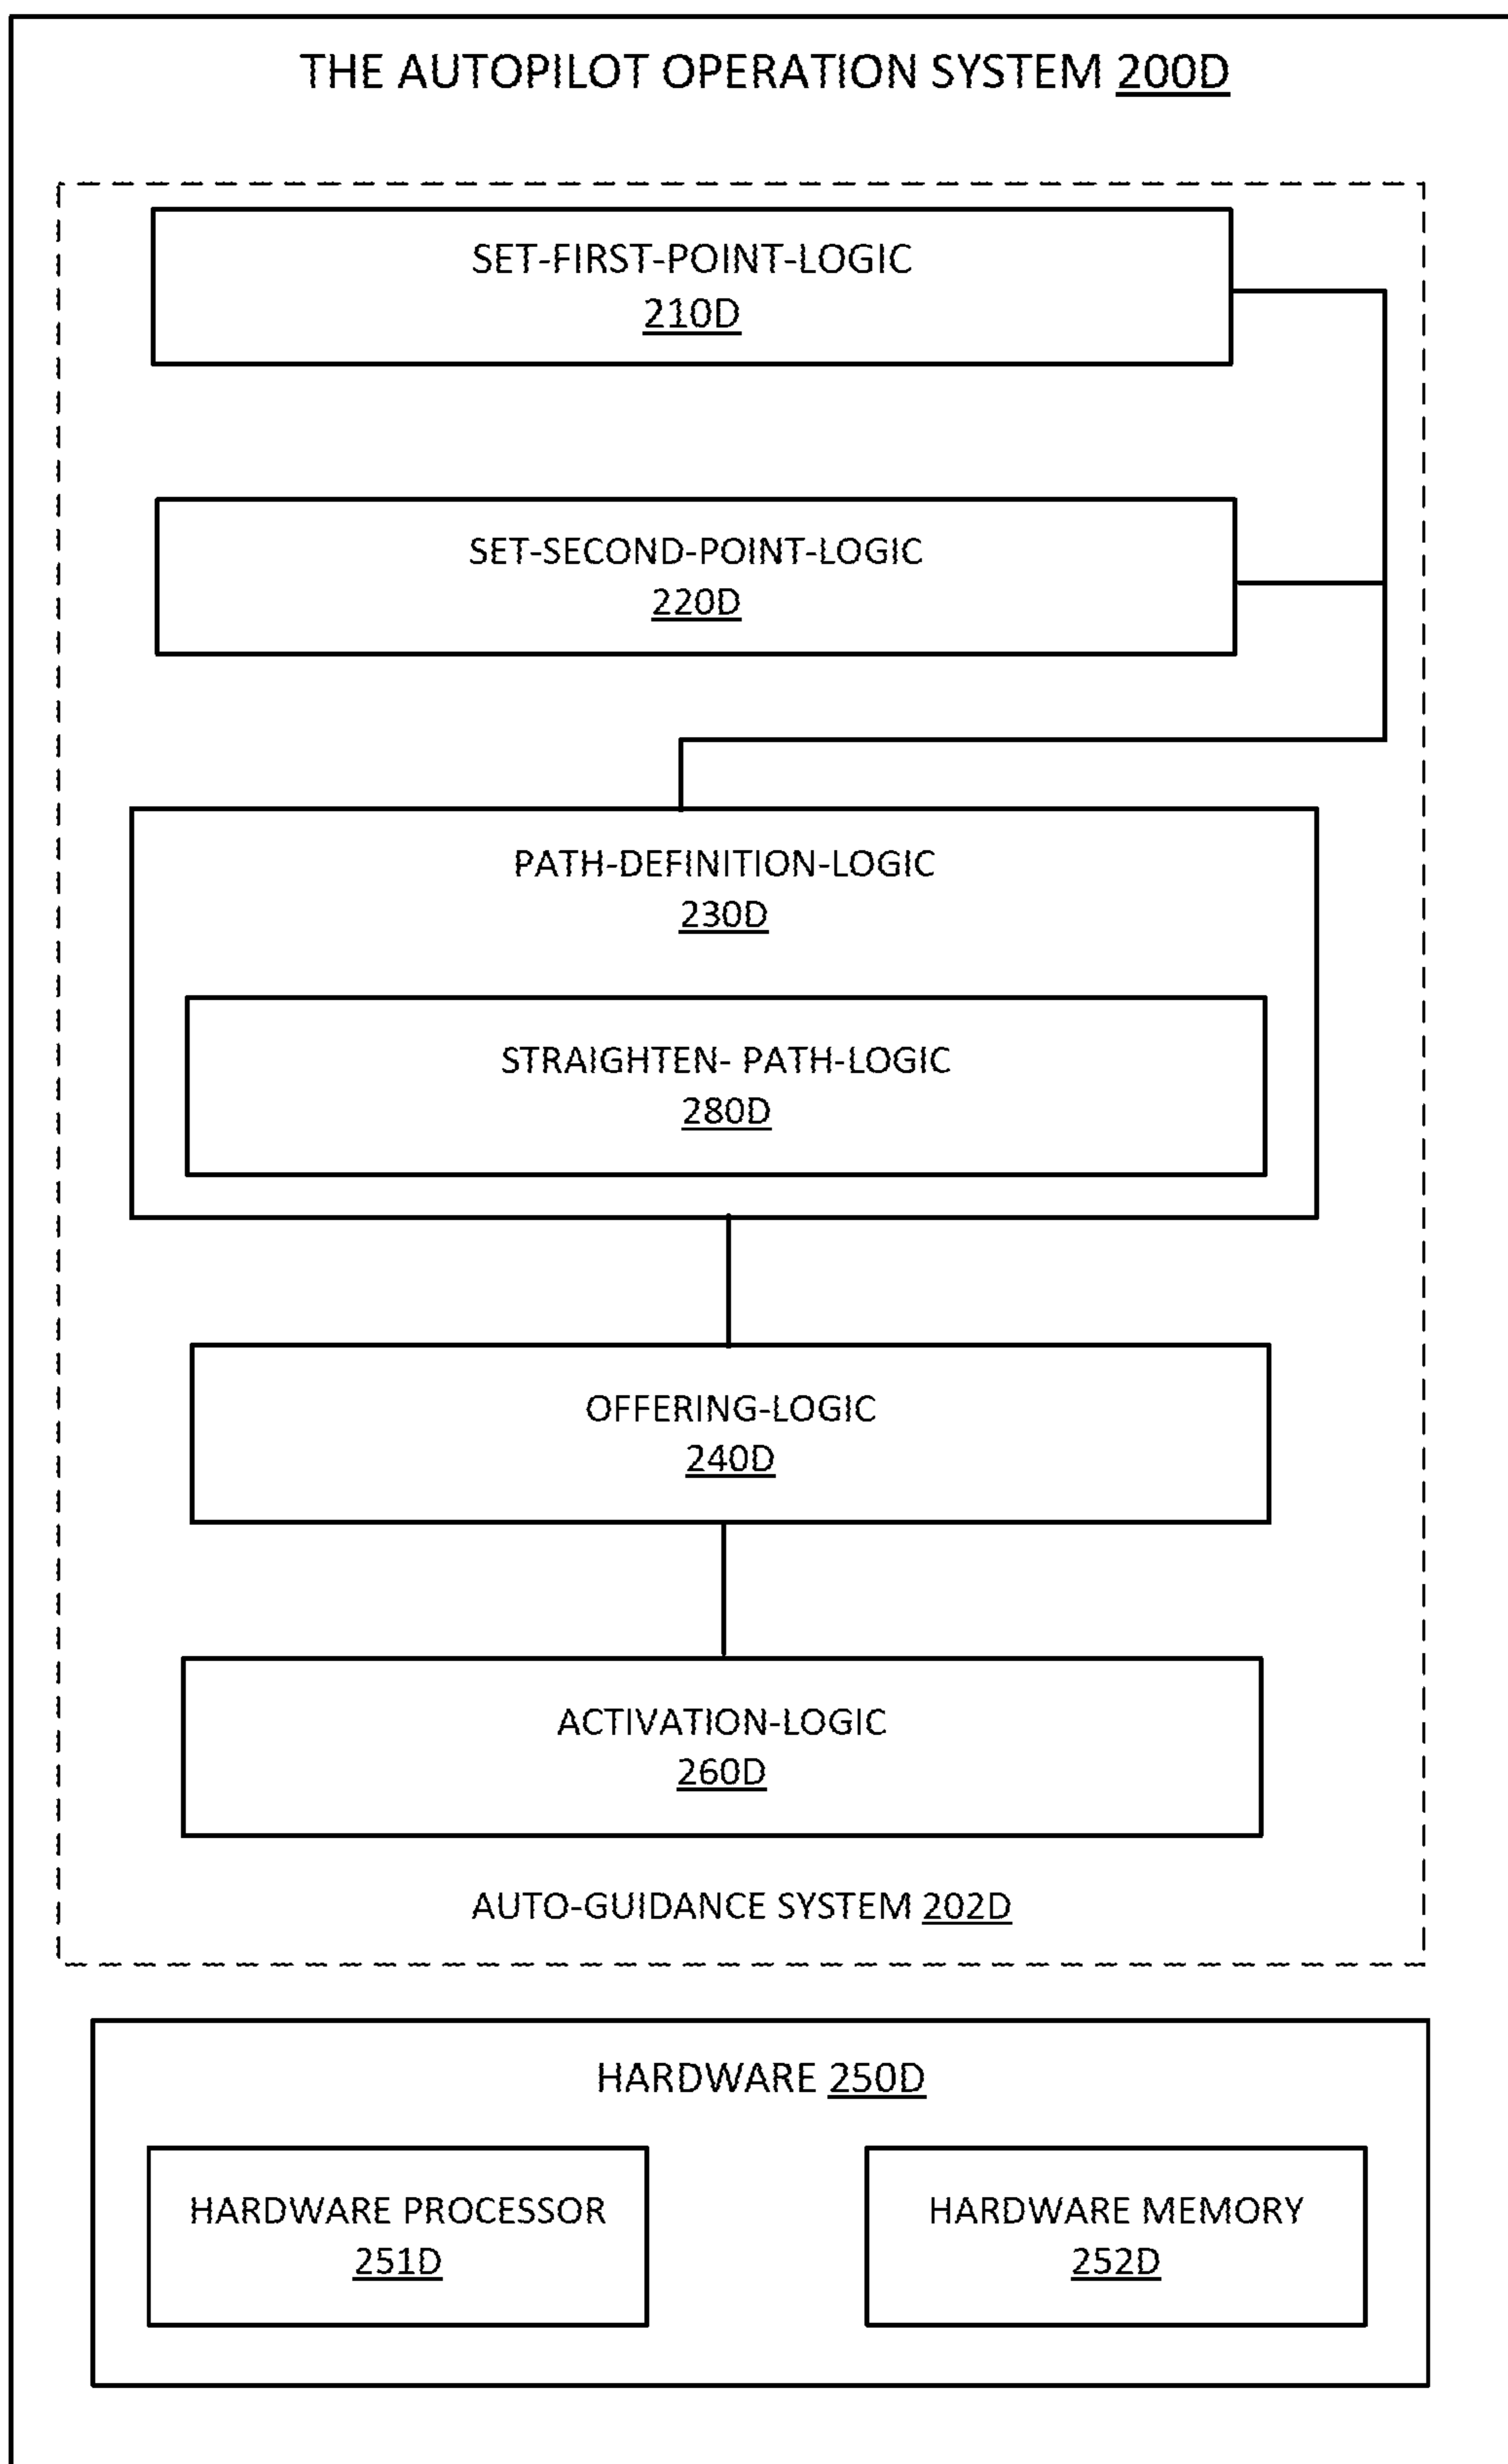 THE AUTOPILOT OPERATION SYSTEM 200D
SET-FIRST-POINT-LOGIC
210D
SET-SECOND-POINT-LOGIC
220D
PATH-DEFINITION-LOGIC
230D
STRAIGHTEN- PATH-LOGIC
280D
OFFERING-LOGIC
240D
ACTIVATION-LOGIC
260D
AUTO-GUIDANCE SYSTEM 202D
HARDWARE 250D
HARDWARE PROCESSOR
251D
HARDWARE MEMORY
252D